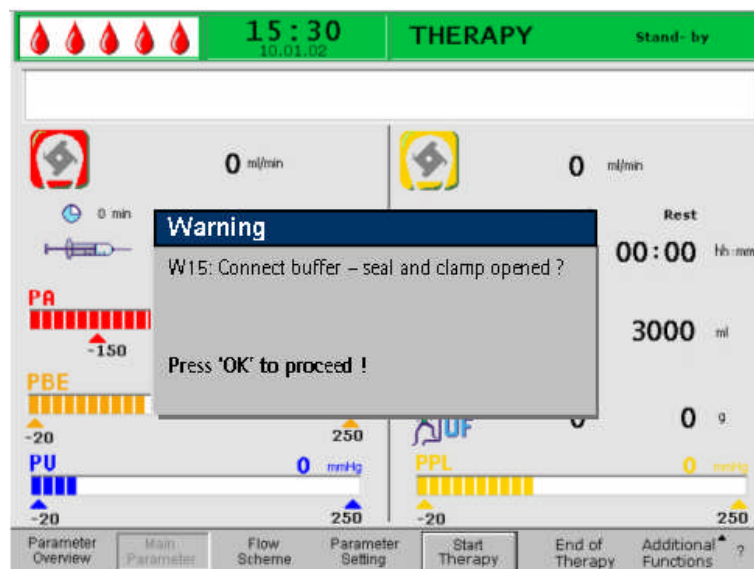 15:30
10.01.02
THERAPY
Stand- by
0 ml/min
0 ml/min
0 min
Rest
Warning
W15: Connect buffer – seal and clamp opened ?
Press 'OK' to proceed !
00:00 hh:mm
3000 ml
PA
-150
PBE
-20
250
UF
0 g
PV
0 mmHg
-20
250
PPL
0 mmHg
-20
250
Parameter Overview
Main Parameter
Flow Scheme
Parameter Setting
Start Therapy
End of Therapy
Additional Functions
?